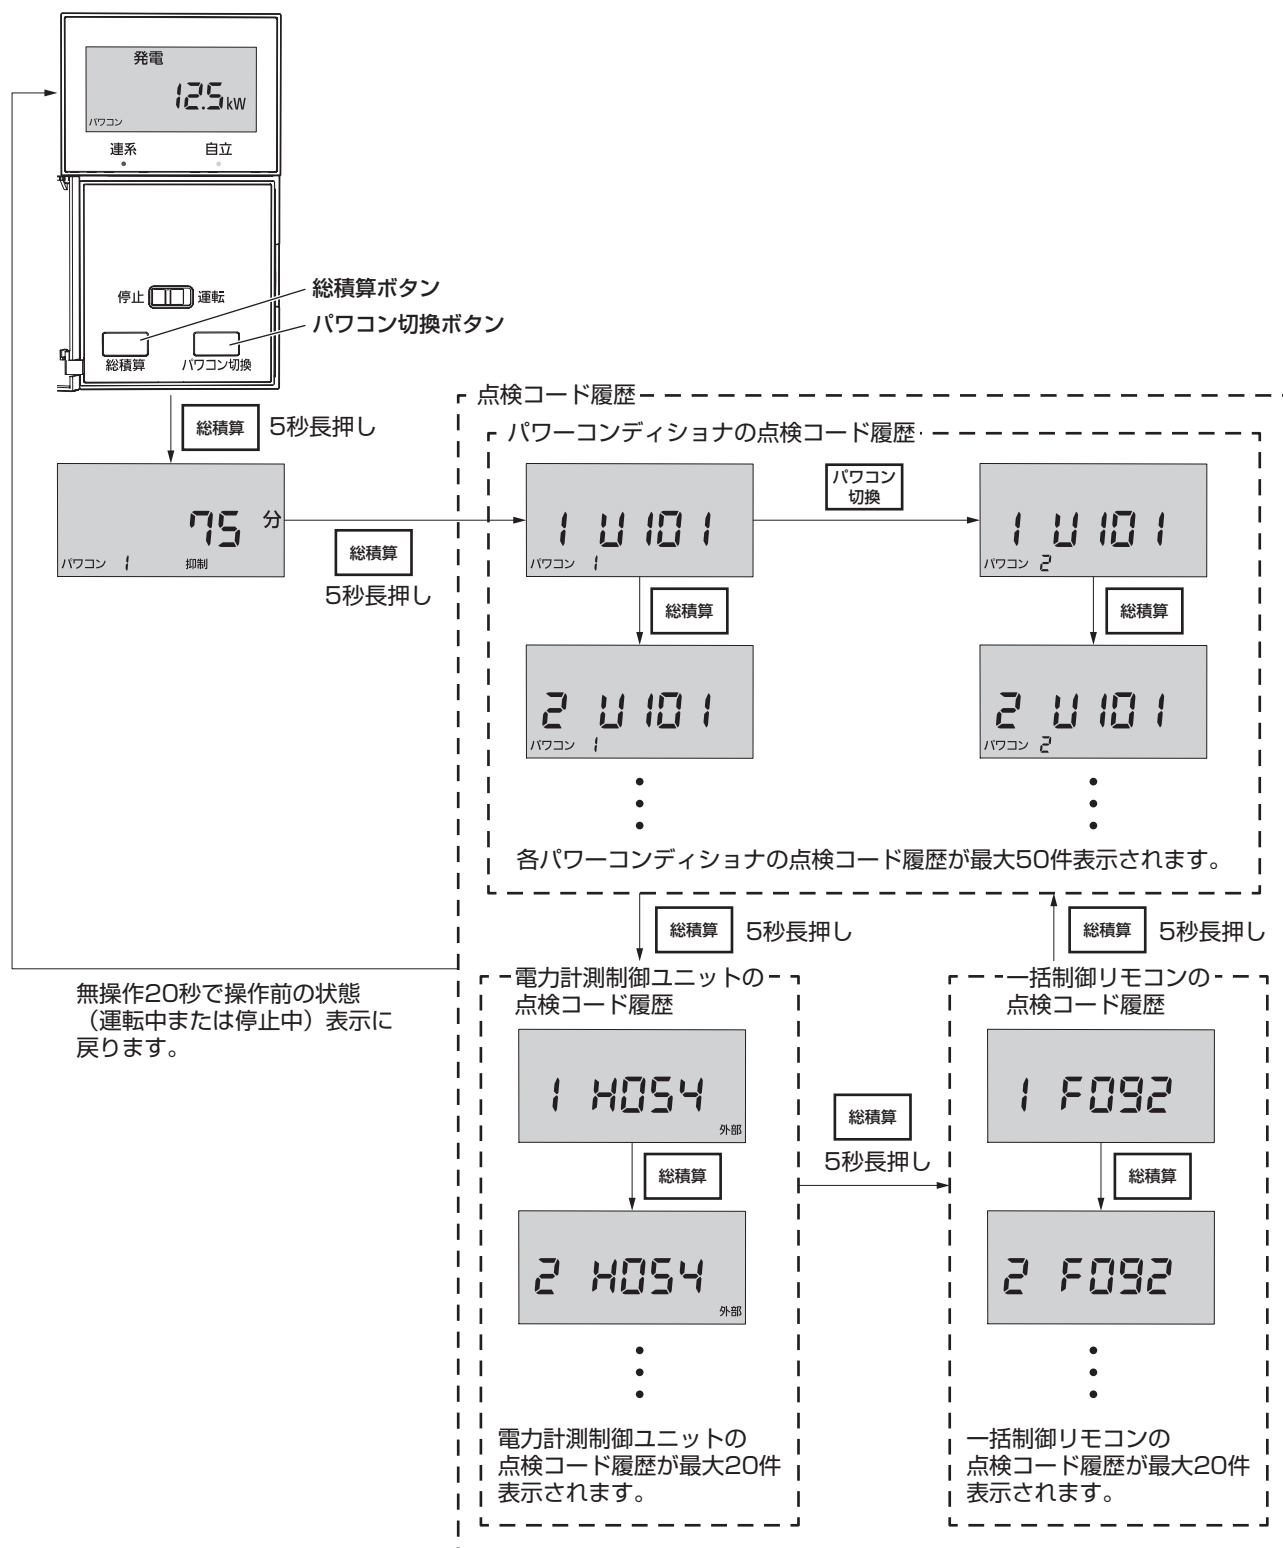 発電
12.5 kW
パワコン
連系
自立
停止
運転
総積算ボタン
パワコン切換ボタン
総積算
パワコン切換
総積算
5秒長押し
75 分
パワコン 1
抑制
総積算
5秒長押し
点検コード履歴
パワーコンディショナの点検コード履歴
1 U101
パワコン 1
パワコン
切換
1 U101
パワコン 2
総積算
総積算
2 U101
パワコン 1
2 U101
パワコン 2
各パワーコンディショナの点検コード履歴が最大50件表示されます。
総積算
5秒長押し
総積算
5秒長押し
無操作20秒で操作前の状態
（運転中または停止中）表示に
戻ります。
電力計測制御ユニットの
点検コード履歴
1 H054
外部
総積算
2 H054
外部
電力計測制御ユニットの
点検コード履歴が最大20件
表示されます。
総積算
5秒長押し
一括制御リモコンの
点検コード履歴
1 F092
総積算
2 F092
一括制御リモコンの
点検コード履歴が最大20件
表示されます。